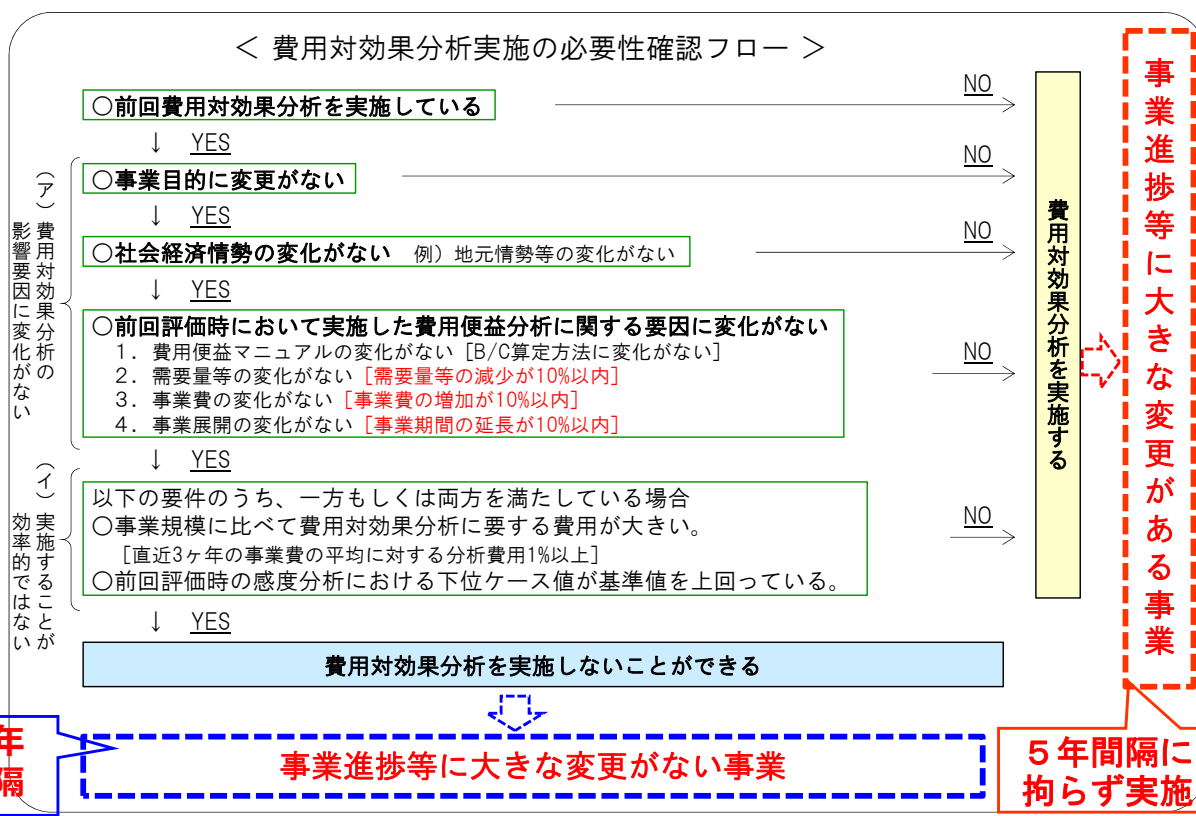 ＜ 費用対効果分析実施の必要性確認フロー ＞
○前回費用対効果分析を実施している
NO
↓ YES
○事業目的に変更がない
NO
↓ YES
○社会経済情勢の変化がない 例）地元情勢等の変化がない
NO
↓ YES
○前回評価時において実施した費用便益分析に関する要因に変化がない
1．費用便益マニュアルの変化がない［B/C算定方法に変化がない］
2．需要量等の変化がない［需要量等の減少が10%以内］
3．事業費の変化がない［事業費の増加が10%以内］
4．事業展開の変化がない［事業期間の延長が10%以内］
NO
↓ YES
（ア）費用対効果分析の
影響要因に変化がない
以下の要件のうち、一方もしくは両方を満たしている場合
○事業規模に比べて費用対効果分析に要する費用が大きい。
［直近3ヶ年の事業費の平均に対する分析費用1%以上］
○前回評価時の感度分析における下位ケース値が基準値を上回っている。
NO
↓ YES
（イ）実施することが
効率的ではない
費用対効果分析を実施しないことができる
費用対効果分析を実施する
事業進捗等に大きな変更がある事業
事業進捗等に大きな変更がない事業
年
隔
５年間隔に
拘らず実施